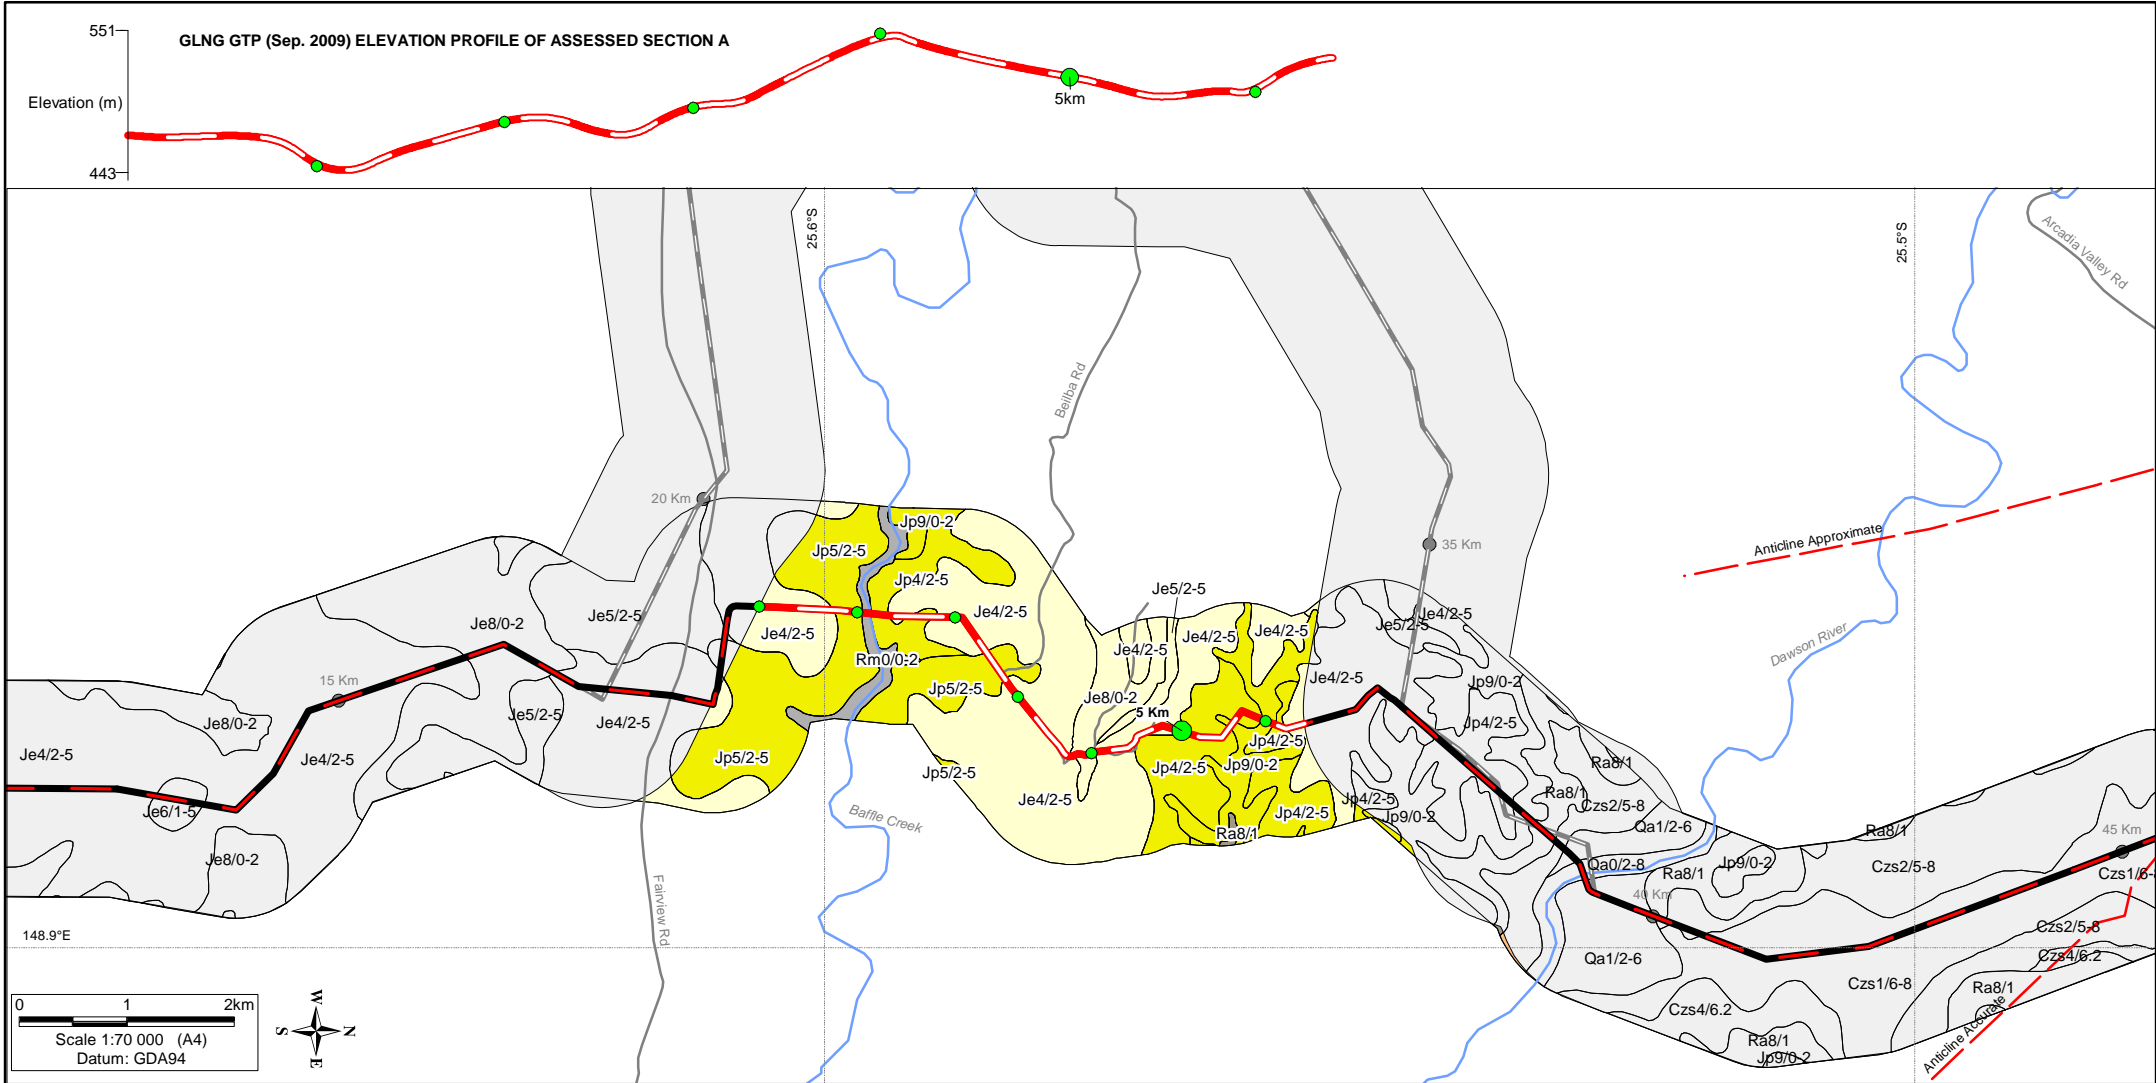 551
GLNG GTP (Sep. 2009) ELEVATION PROFILE OF ASSESSED SECTION A
Elevation (m)
5km
443
25.6°S
25.5°S
Arcadia Valley Rd
Beilba Rd
20 Km
Jp9/0-2
Jp5/2-5
35 Km
Anticline Approximate
Jp4/2-5
Je5/2-5
Je4/2-5
Je5/2-5
Je8/0-2
Je4/2-5
Je4/2-5
Je4/2-5
Je4/2-5
Je5/2-5
Je4/2-5
Dawson River
Rm0/0-2
15 Km
Jp5/2-5
Je8/0-2
Je4/2-5
Jp9/0-2
5 Km
Je8/0-2
Je5/2-5
Je4/2-5
Jp4/2-5
Jp4/2-5
Je4/2-5
Je4/2-5
Jp5/2-5
Jp5/2-5
Jp4/2-5
Jp9/0-2
Ra8/1
Je6/1-5
Je4/2-5
Jp4/2-5
Ra8/1
Czs2/5-8
Baffle Creek
Ra8/1
Jp4/2-5
Jp9/0-2
Qa1/2-6
Ra8/1
45 Km
Je8/0-2
Qa0/2-8
Ra8/1
Jp9/0-2
Czs2/5-8
Czs1/6-8
Fairview Rd
40 Km
148.9°E
Czs2/5-8
Qa1/2-6
Czs4/6.2
Czs1/6-8
Ra8/1
Czs4/6.2
Anticline Accurate
Ra8/1
Jp9/0-2
0 1 2km
Scale 1:70 000 (A4)
Datum: GDA94
W
S N
E